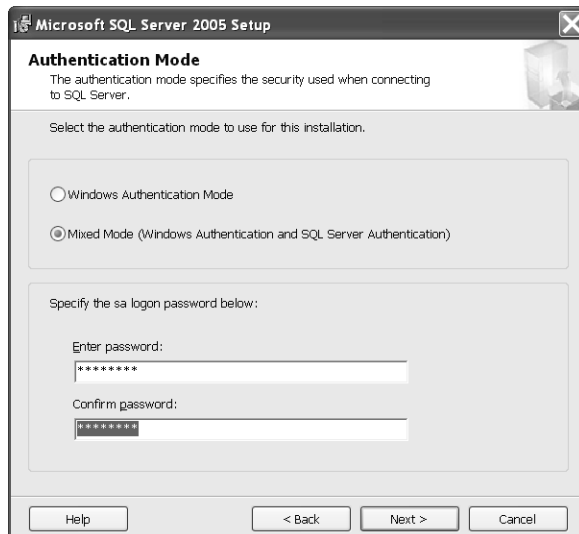 Microsoft SQL Server 2005 Setup
Authentication Mode
The authentication mode specifies the security used when connecting
to SQL Server.
Select the authentication mode to use for this installation.
Windows Authentication Mode
Mixed Mode (Windows Authentication and SQL Server Authentication)
Specify the sa logon password below:
Enter password:
********
Confirm password:
********
Help
< Back
Next >
Cancel